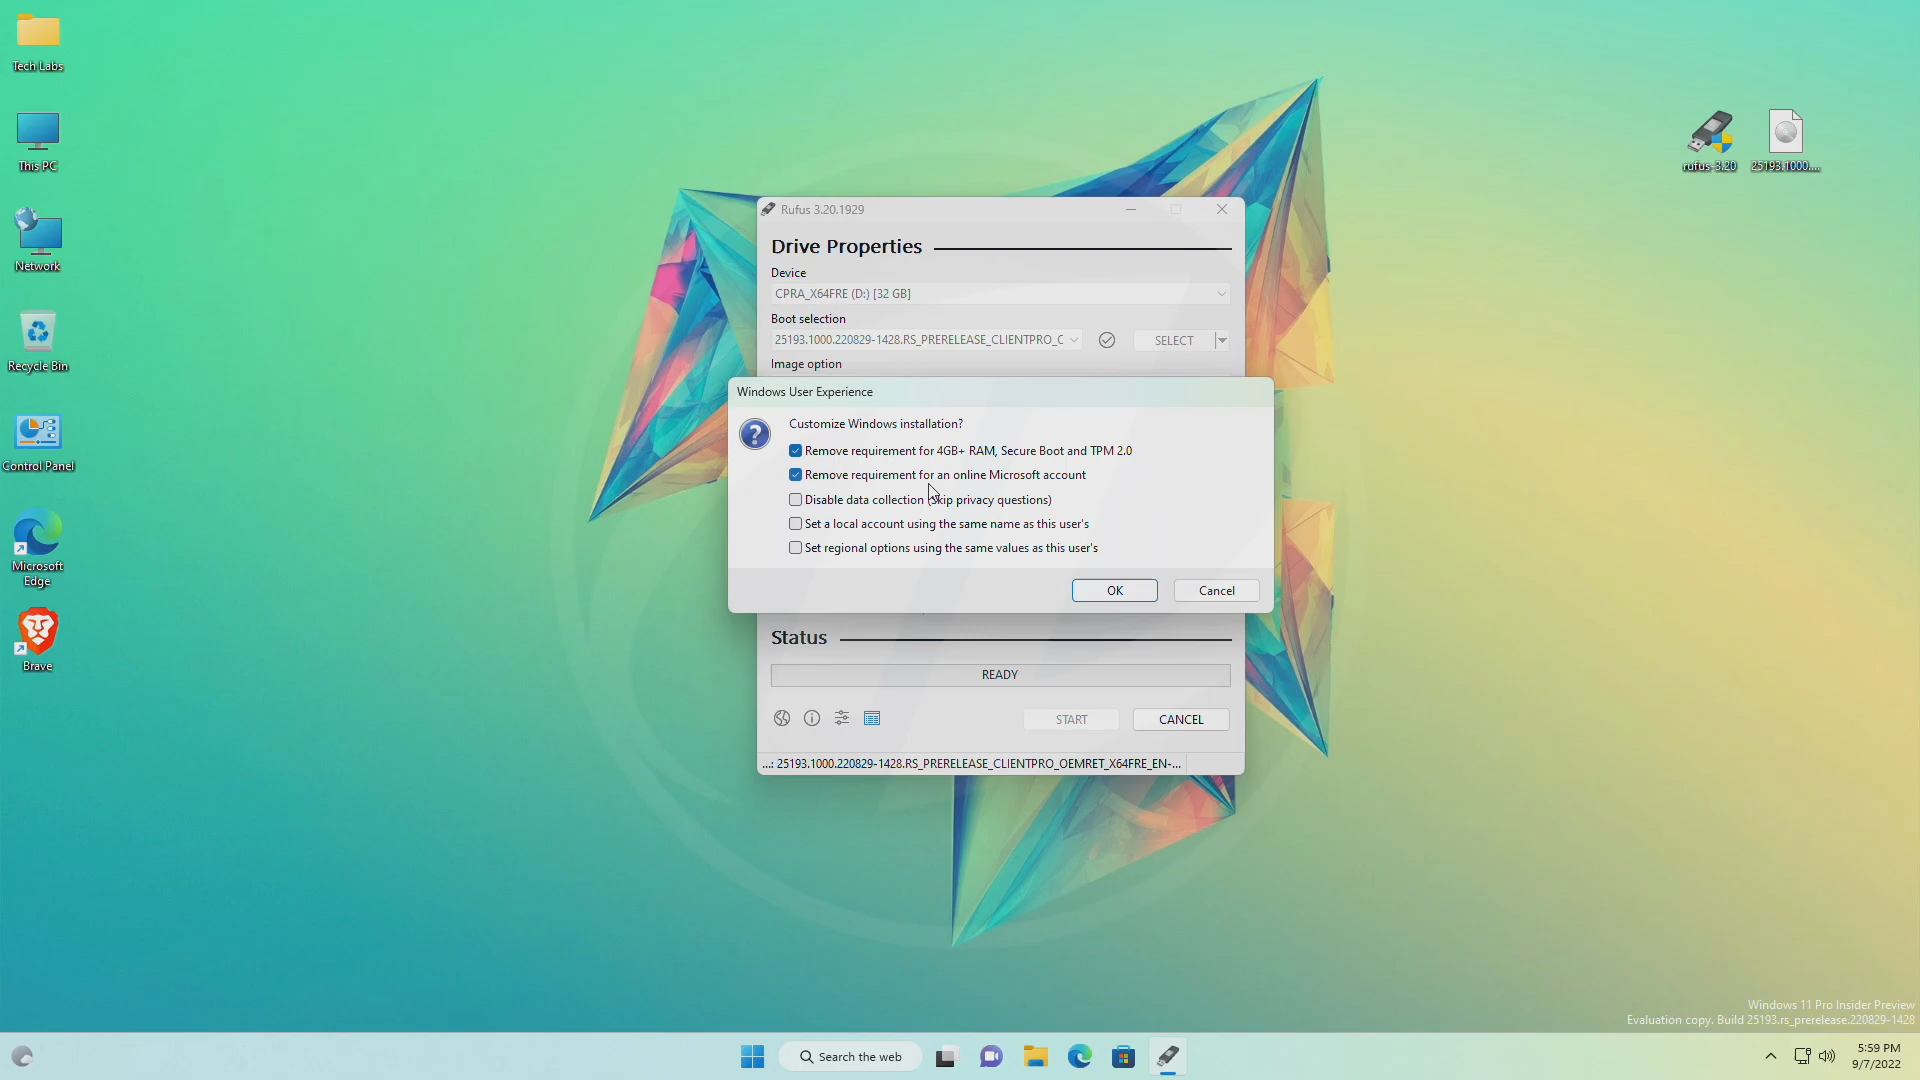 Tech Labs
This PC
Network
Recycle Bin
Control Panel
Microsoft
Edge
Brave
rufus-3.20
25193.1000....
Rufus 3.20.1929
Drive Properties
Device
CPRA_X64FRE (D:) [32 GB]
Boot selection
25193.1000.220829-1428.RS_PRERELEASE_CLIENTPRO_C
SELECT
Image option
Windows User Experience
Customize Windows installation?
Remove requirement for 4GB+ RAM, Secure Boot and TPM 2.0
Remove requirement for an online Microsoft account
Disable data collection (Skip privacy questions)
Set a local account using the same name as this user's
Set regional options using the same values as this user's
OK
Cancel
Status
READY
START
CANCEL
...: 25193.1000.220829-1428.RS_PRERELEASE_CLIENTPRO_OEMRET_X64FRE_EN-...
Windows 11 Pro Insider Preview
Evaluation copy. Build 25193.rs_prerelease.220829-1428
Search the web
5:59 PM
9/7/2022